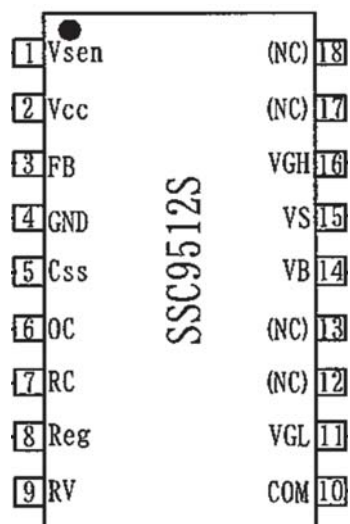 1 Vsen (NC) 18
2 Vcc (NC) 17
3 FB VGH 16
4 GND VS 15
5 Css VB 14
6 OC (NC) 13
7 RC (NC) 12
8 Reg VGL 11
9 RV COM 10
SSC9512S